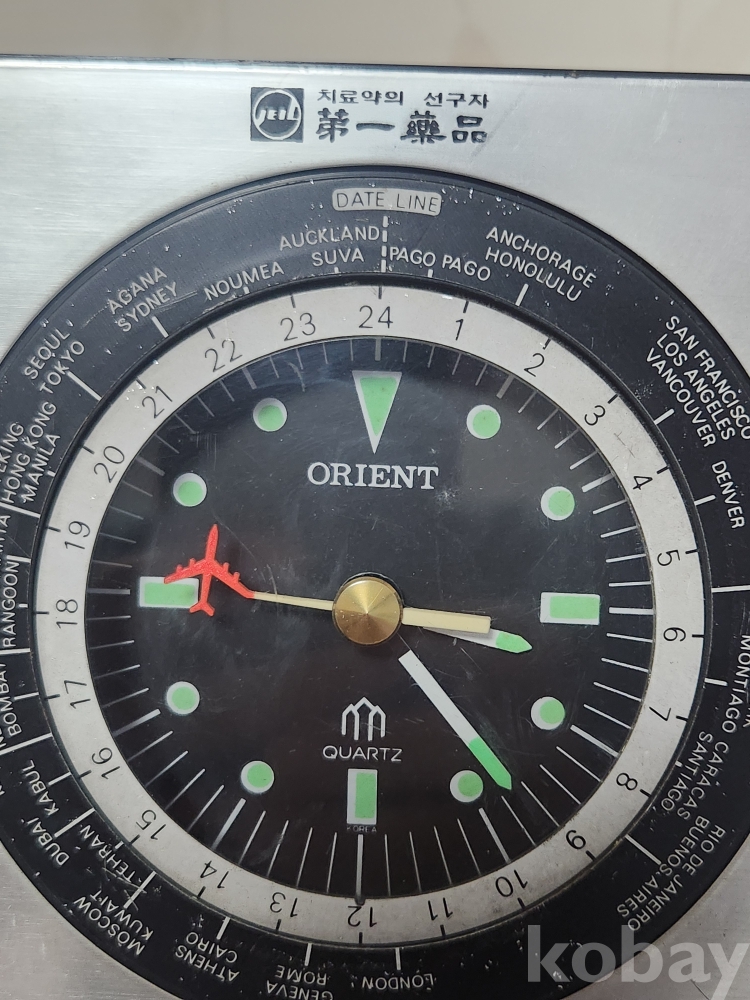 JEIL
치료약의 선구자
第一藥品
DATE LINE
AUCKLAND
SUVA
PAGO PAGO
ANCHORAGE
HONOLULU
SAN FRANCISCO
LOS ANGELES
VANCOUVER
DENVER
CARACAS
SANTIAGO
RIO DE JANEIRO
BUENOS AIRES
LONDON
GENEVA
ROME
ATHENS
CAIRO
MOSCOW
KUWAIT
TEHRAN
DUBAI
KABUL
BOMBAY
RANGOON
HONG KONG
MANILA
SEOUL
TOKYO
AGANA
SYDNEY
NOUMEA
24
1
2
3
4
5
6
7
8
9
10
11
12
13
14
15
16
17
18
19
20
21
22
23
ORIENT
QUARTZ
KOREA
kobay